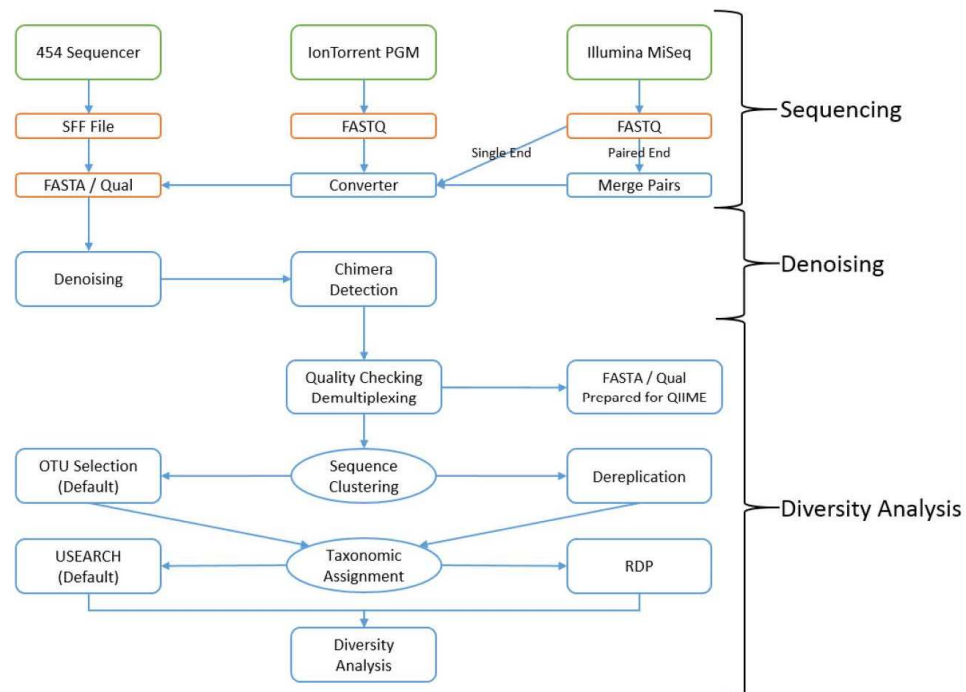 454 Sequencer
IonTorrent PGM
Illumina MiSeq
Sequencing
SFF File
FASTQ
FASTQ
Single End
Paired End
FASTA / Qual
Converter
Merge Pairs
Denoising
Denoising
Chimera
Detection
Quality Checking
Demultiplexing
FASTA / Qual
Prepared for QIIME
OTU Selection
(Default)
Sequence
Clustering
Dereplication
Diversity Analysis
USEARCH
(Default)
Taxonomic
Assignment
RDP
Diversity
Analysis